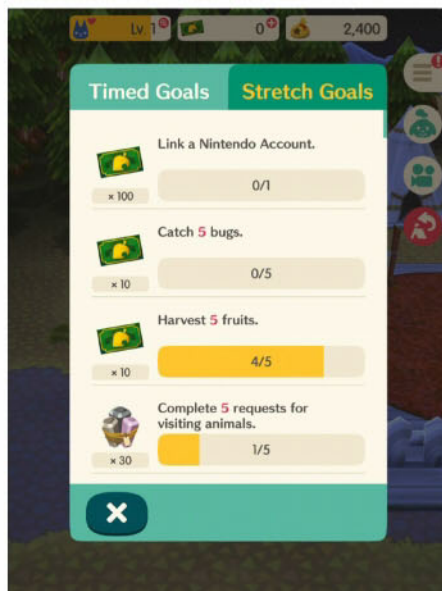 Lv. 1
0
2,400
Timed Goals
Stretch Goals
Link a Nintendo Account.
× 100
0/1
Catch 5 bugs.
× 10
0/5
Harvest 5 fruits.
× 10
4/5
Complete 5 requests for
visiting animals.
× 30
1/5